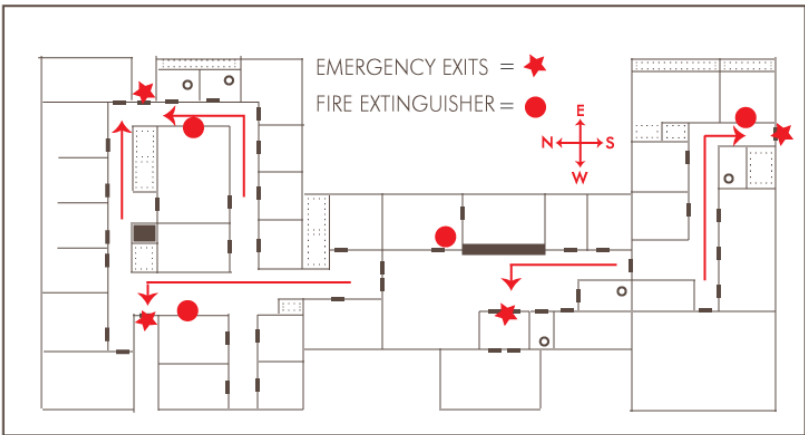 EMERGENCY EXITS =
FIRE EXTINGUISHER =
E
N S
W